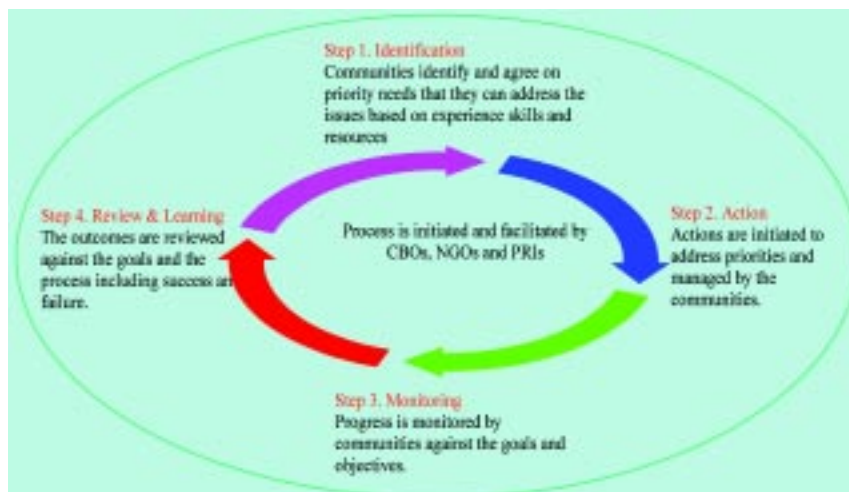 Step 1. Identification
Communities identify and agree on
priority needs that they can address the
issues based on experience skills and
resources
Step 2. Action
Actions are initiated to
address priorities and
managed by the
communities.
Process is initiated and facilitated by
CBOs, NGOs and PRIs
Step 3. Monitoring
Progress is monitored by
communities against the goals and
objectives.
Step 4. Review & Learning
The outcomes are reviewed
against the goals and the
process including success an
failure.